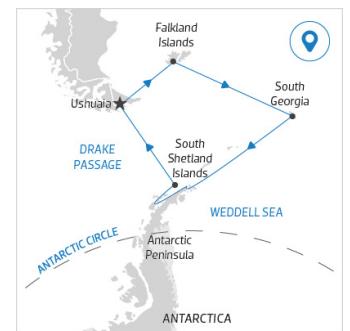 Falkland
Islands
Ushuaia
South
Georgia
DRAKE
PASSAGE
South
Shetland
Islands
WEDDELL SEA
ANTARCTIC CIRCLE
Antarctic
Peninsula
ANTARCTICA